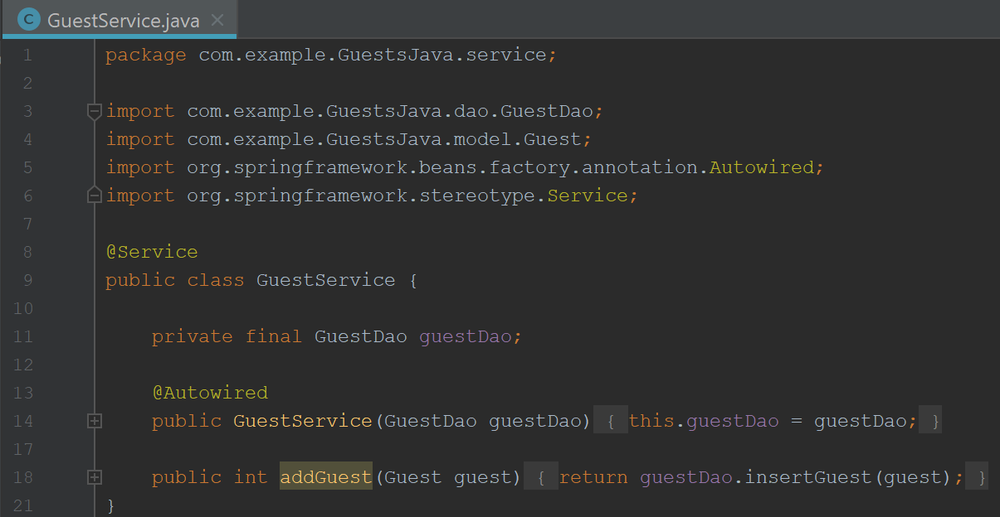 C GuestService.java ×
1 package com.example.GuestsJava.service;
2
3 import com.example.GuestsJava.dao.GuestDao;
4 import com.example.GuestsJava.model.Guest;
5 import org.springframework.beans.factory.annotation.Autowired;
6 import org.springframework.stereotype.Service;
7
8 @Service
9 public class GuestService {
10
11 private final GuestDao guestDao;
12
13 @Autowired
14 public GuestService(GuestDao guestDao) { this.guestDao = guestDao; }
17
18 public int addGuest(Guest guest) { return guestDao.insertGuest(guest); }
21 }